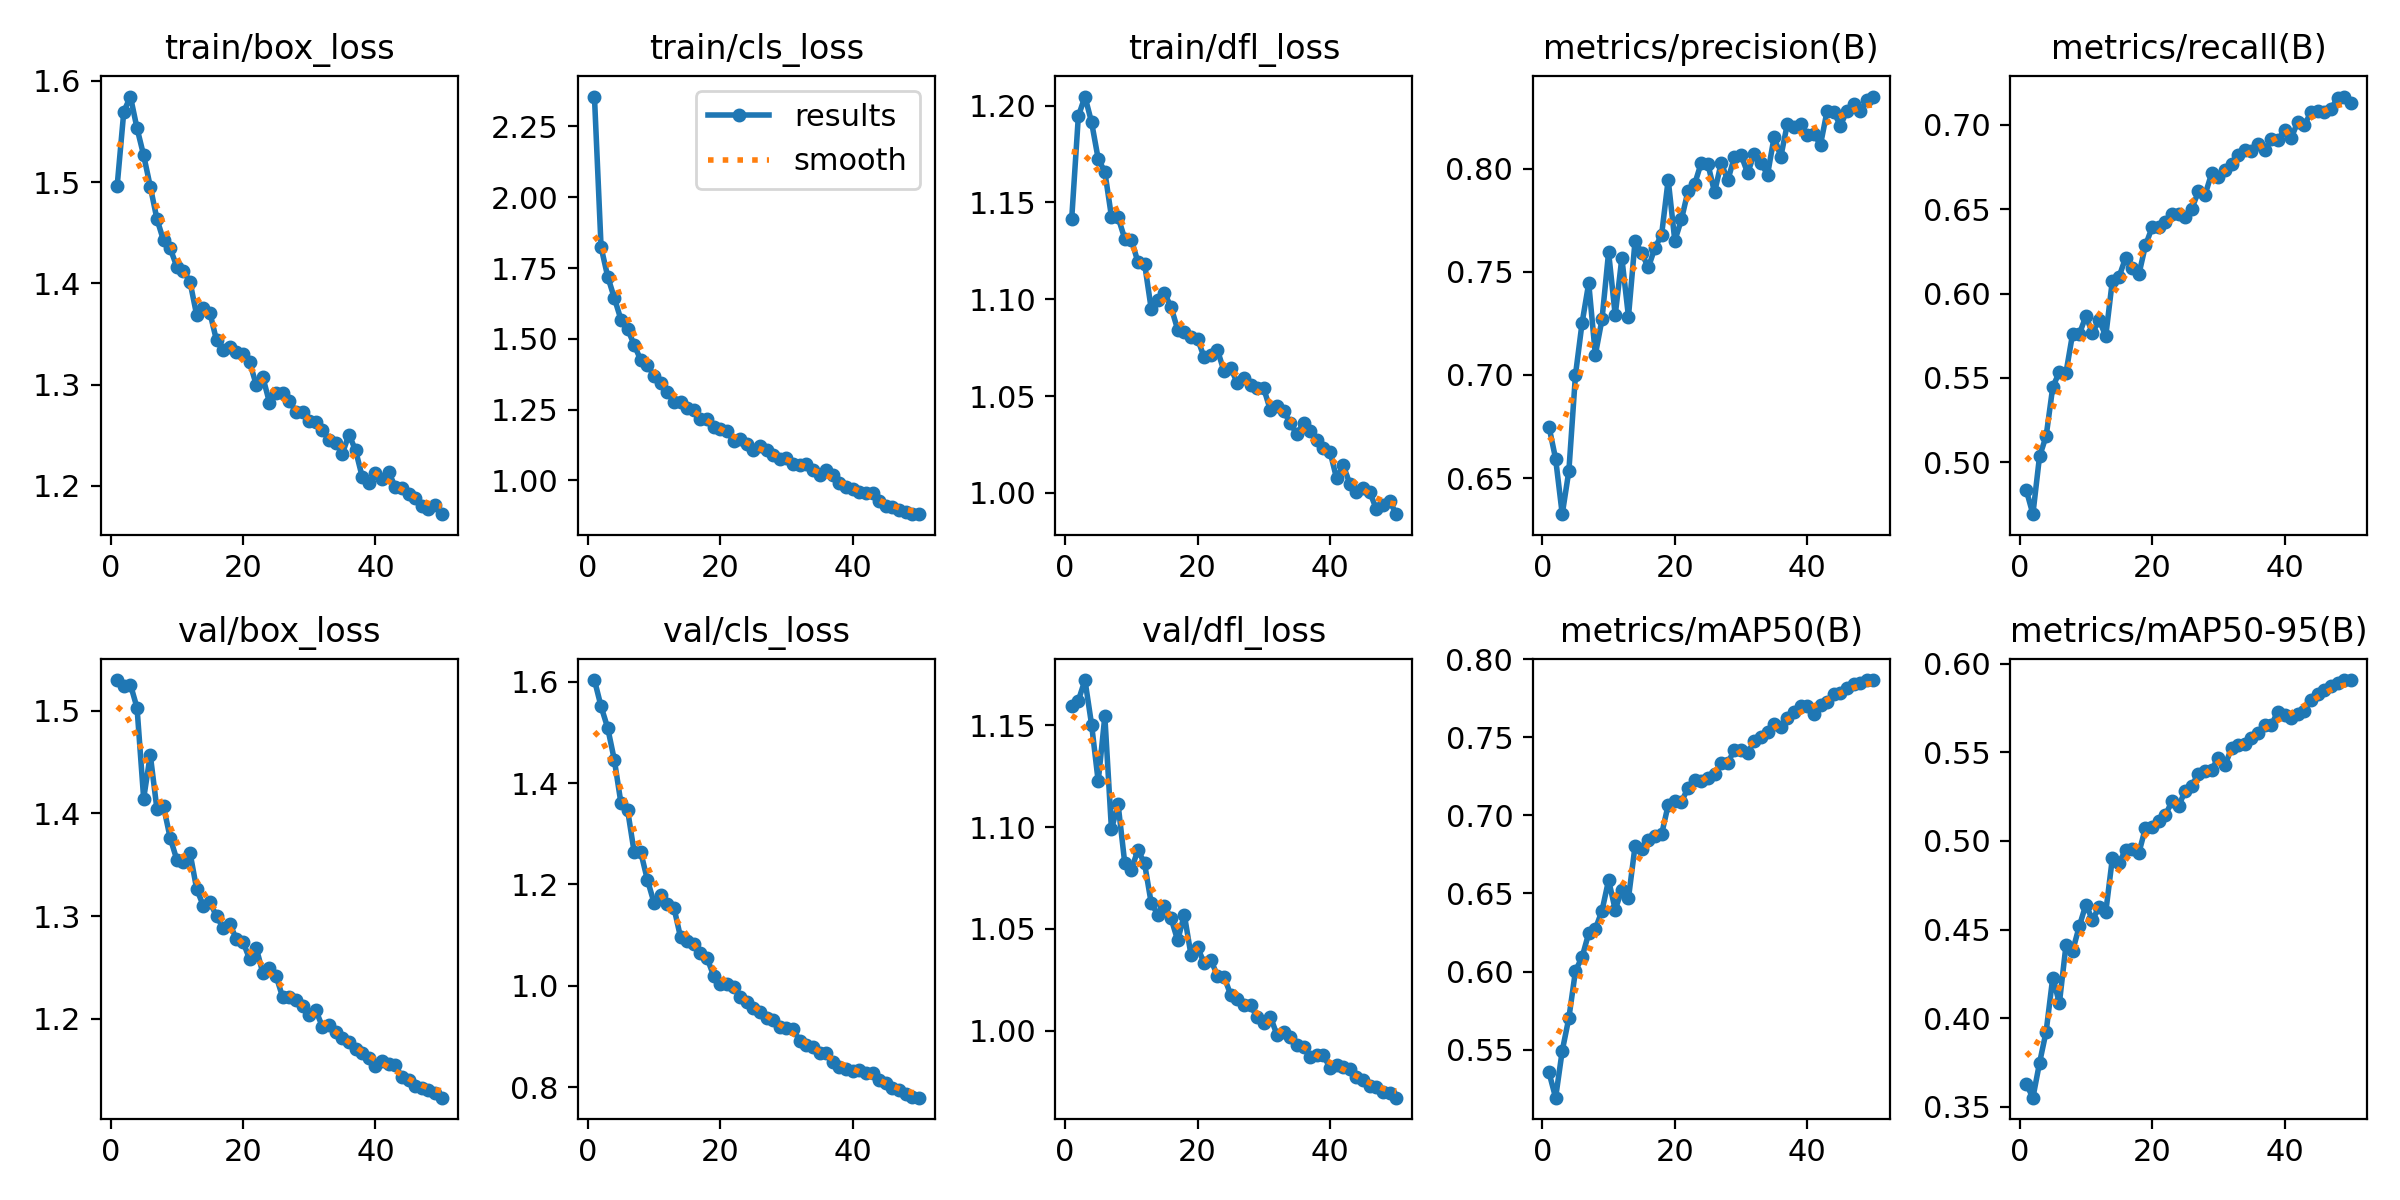 train/box_loss
1.6
1.5
1.4
1.3
1.2
0 20 40
train/cls_loss
results
smooth
2.25
2.00
1.75
1.50
1.25
1.00
0 20 40
train/dfl_loss
1.20
1.15
1.10
1.05
1.00
0 20 40
metrics/precision(B)
0.80
0.75
0.70
0.65
0 20 40
metrics/recall(B)
0.70
0.65
0.60
0.55
0.50
0 20 40
val/box_loss
1.5
1.4
1.3
1.2
0 20 40
val/cls_loss
1.6
1.4
1.2
1.0
0.8
0 20 40
val/dfl_loss
1.15
1.10
1.05
1.00
0 20 40
metrics/mAP50(B)
0.80
0.75
0.70
0.65
0.60
0.55
0 20 40
metrics/mAP50-95(B)
0.60
0.55
0.50
0.45
0.40
0.35
0 20 40